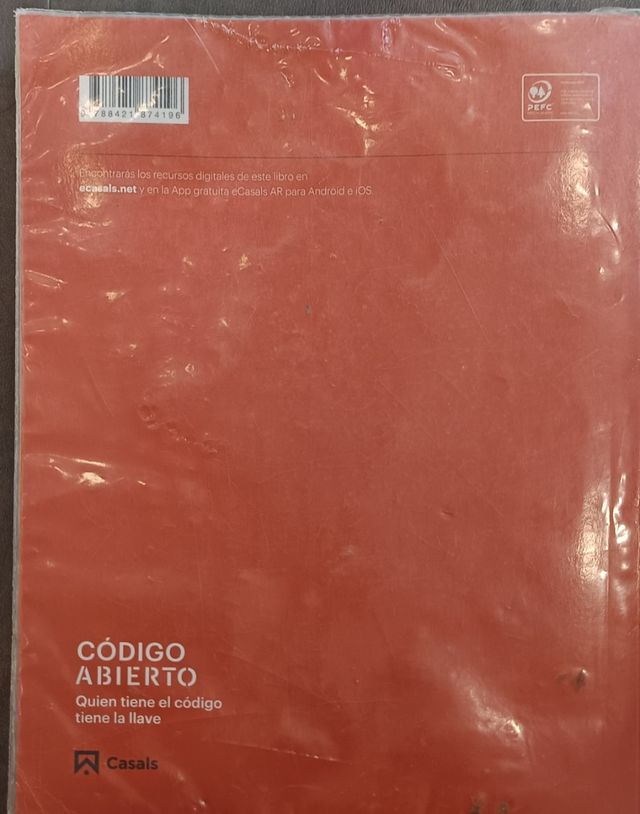 Encontrarás los recursos digitales de este libro en
ecasals.net y en la App gratuita eCasals AR para Android e iOS.
PEFC
CÓDIGO
ABIERTO
Quien tiene el código
tiene la llave
Casals